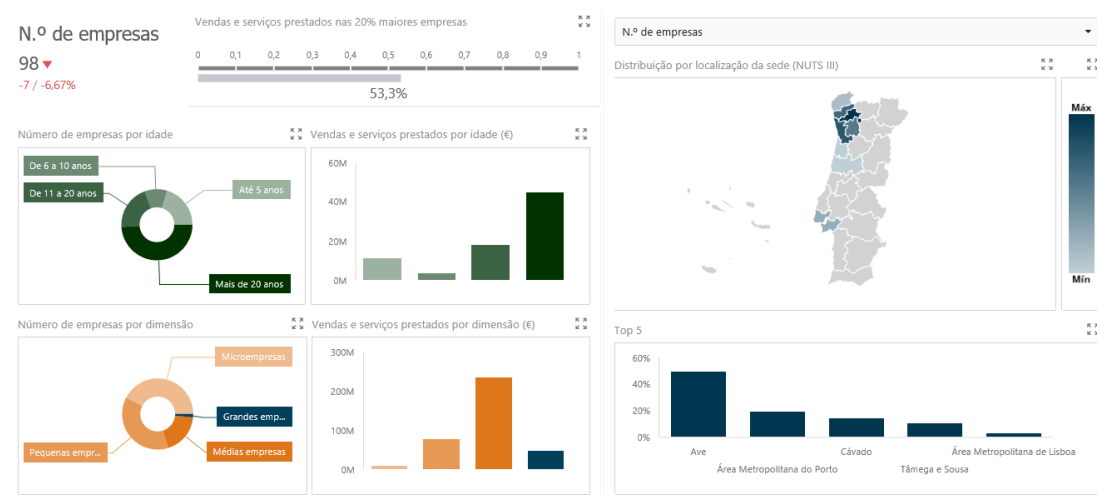 N.º de empresas
98
-7 / -6,67%
Vendas e serviços prestados nas 20% maiores empresas
0 0,1 0,2 0,3 0,4 0,5 0,6 0,7 0,8 0,9 1
53,3%
Número de empresas por idade
De 6 a 10 anos
De 11 a 20 anos
Até 5 anos
Mais de 20 anos
Vendas e serviços prestados por idade (€)
60M
40M
20M
0M
Número de empresas por dimensão
Microempresas
Grandes emp...
Pequenas empr...
Médias empresas
Vendas e serviços prestados por dimensão (€)
300M
200M
100M
0M
N.º de empresas
Distribuição por localização da sede (NUTS III)
Máx
Mín
Top 5
60%
40%
20%
0%
Ave Cávado Área Metropolitana de Lisboa
Área Metropolitana do Porto Tâmega e Sousa